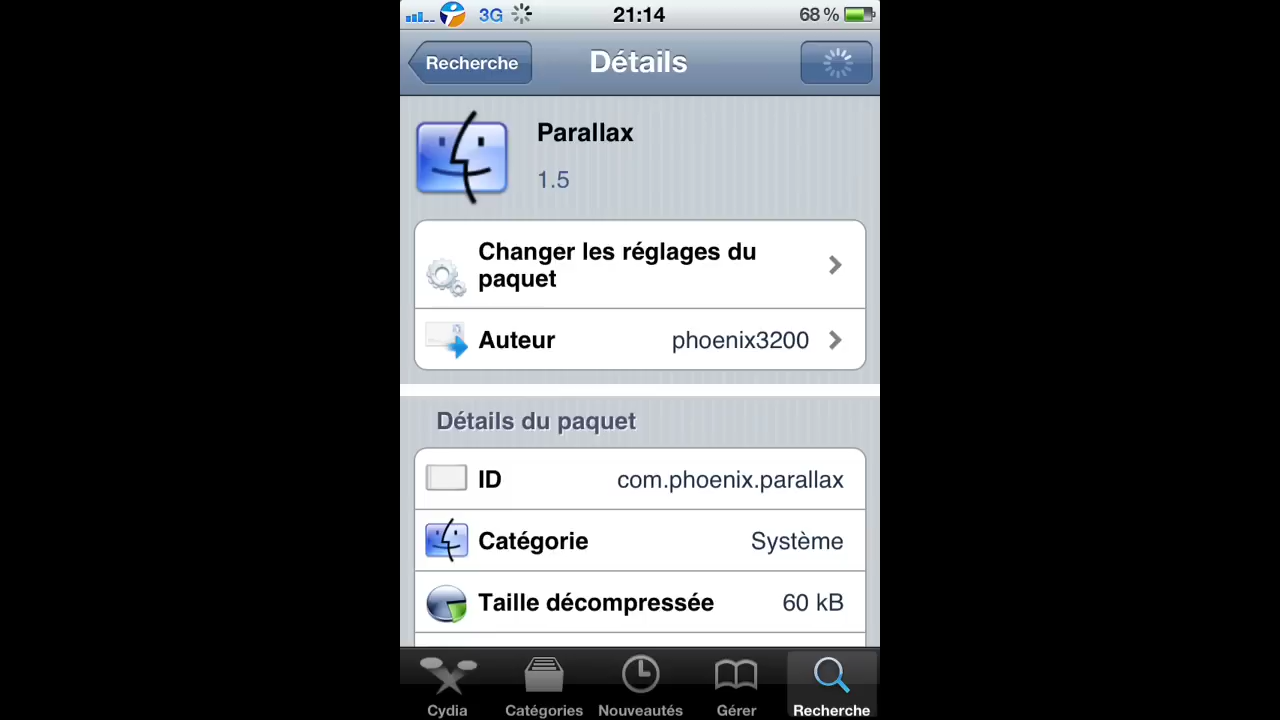 3G 21:14 68 %
Recherche Détails
Parallax
1.5
Changer les réglages du
paquet
Auteur phoenix3200
Détails du paquet
ID com.phoenix.parallax
Catégorie Système
Taille décompressée 60 kB
Cydia Catégories Nouveautés Gérer Recherche